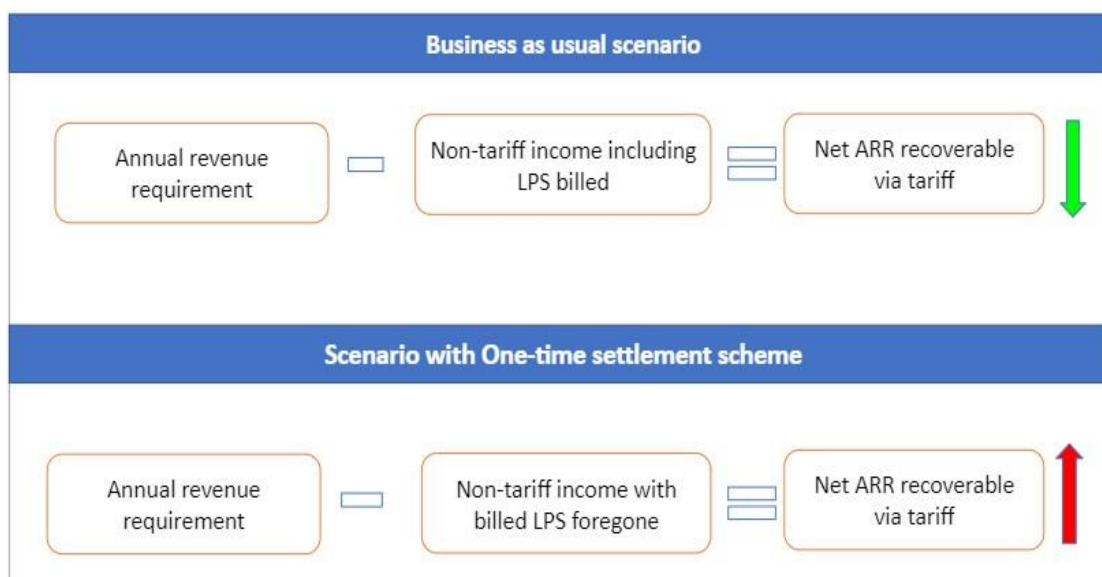 Business as usual scenario
Annual revenue
requirement
Non-tariff income including
LPS billed
Net ARR recoverable
via tariff
Scenario with One-time settlement scheme
Annual revenue
requirement
Non-tariff income with
billed LPS foregone
Net ARR recoverable
via tariff